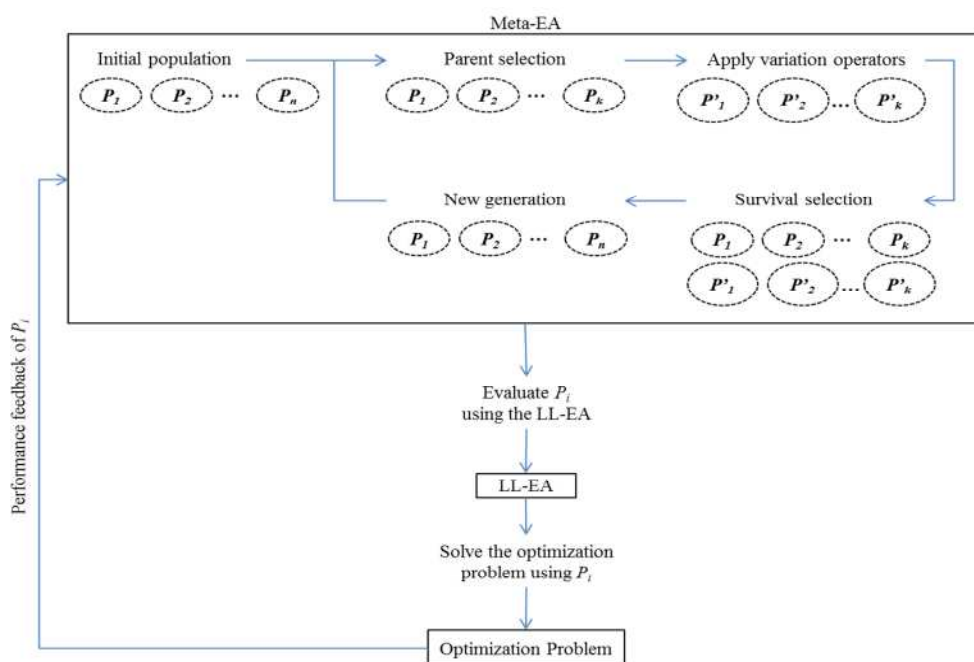 Meta-EA
Initial population
Parent selection
Apply variation operators
P1 P2 ... Pn
P1 P2 ... Pk
P'1 P'2 ... P'k
New generation
Survival selection
P1 P2 ... Pn
P1 P2 ... Pk
P'1 P'2 ... P'k
Performance feedback of Pi
Evaluate Pi
using the LL-EA
LL-EA
Solve the optimization
problem using Pi
Optimization Problem